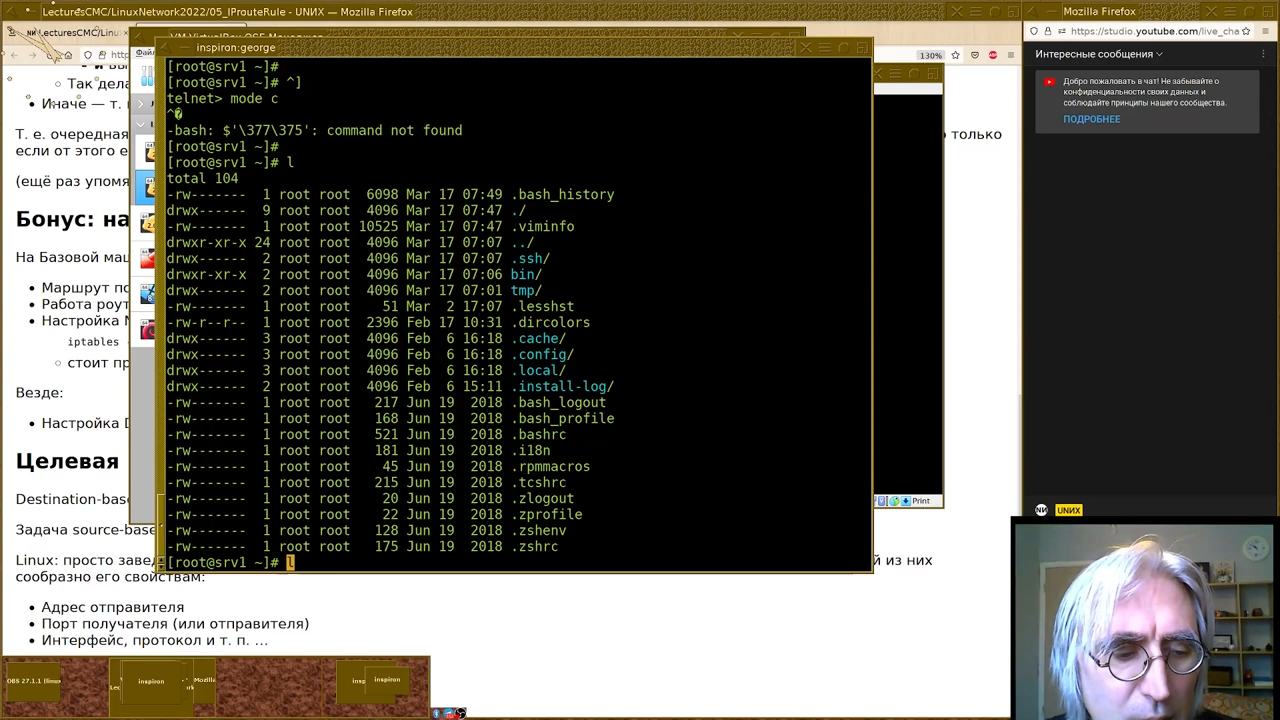 LecturesCMC/LinuxNetwork2022/05_IProuteRule - UNИX — Mozilla Firefox
Mozilla Firefox
inspiron:george
130%
https://studio.youtube.com/live_cha
Интересные сообщения
Добро пожаловать в чат! Не забывайте о
конфиденциальности своих данных и
соблюдайте принципы нашего сообщества.
ПОДРОБНЕЕ
[root@srv1 ~]#
[root@srv1 ~]# ^]
telnet> mode c
^�
-bash: $'\377\375': command not found
[root@srv1 ~]#
[root@srv1 ~]# l
total 104
-rw------- 1 root root 6098 Mar 17 07:49 .bash_history
drwx------ 9 root root 4096 Mar 17 07:47 ./
-rw------- 1 root root 10525 Mar 17 07:47 .viminfo
drwxr-xr-x 24 root root 4096 Mar 17 07:07 ../
drwx------ 2 root root 4096 Mar 17 07:07 .ssh/
drwxr-xr-x 2 root root 4096 Mar 17 07:06 bin/
drwx------ 2 root root 4096 Mar 17 07:01 tmp/
-rw------- 1 root root 51 Mar 2 17:07 .lesshst
-rw-r--r-- 1 root root 2396 Feb 17 10:31 .dircolors
drwx------ 3 root root 4096 Feb 6 16:18 .cache/
drwx------ 3 root root 4096 Feb 6 16:18 .config/
drwx------ 3 root root 4096 Feb 6 16:18 .local/
drwx------ 2 root root 4096 Feb 6 15:11 .install-log/
-rw------- 1 root root 217 Jun 19 2018 .bash_logout
-rw------- 1 root root 168 Jun 19 2018 .bash_profile
-rw------- 1 root root 521 Jun 19 2018 .bashrc
-rw------- 1 root root 181 Jun 19 2018 .i18n
-rw------- 1 root root 45 Jun 19 2018 .rpmmacros
-rw------- 1 root root 215 Jun 19 2018 .tcshrc
-rw------- 1 root root 20 Jun 19 2018 .zlogout
-rw------- 1 root root 22 Jun 19 2018 .zprofile
-rw------- 1 root root 128 Jun 19 2018 .zshenv
-rw------- 1 root root 175 Jun 19 2018 .zshrc
[root@srv1 ~]# l
Так дела
Иначе — т.
Т. е. очередная
о только
если от этого е
(ещё раз упомя
Бонус: на
На Базовой маш
Маршрут по
Работа роут
Настройка N
iptables
стоит пр
Везде:
Настройка D
Целевая
Destination-bas
Задача source-base
Linux: просто заве
й из них
сообразно его свойствам:
Адрес отправителя
Порт получателя (или отправителя)
Интерфейс, протокол и т. п. …
Print
NИ UNИX
OBS 27.1.1 (linux
inspiron
Mozilla
insp
inspiron